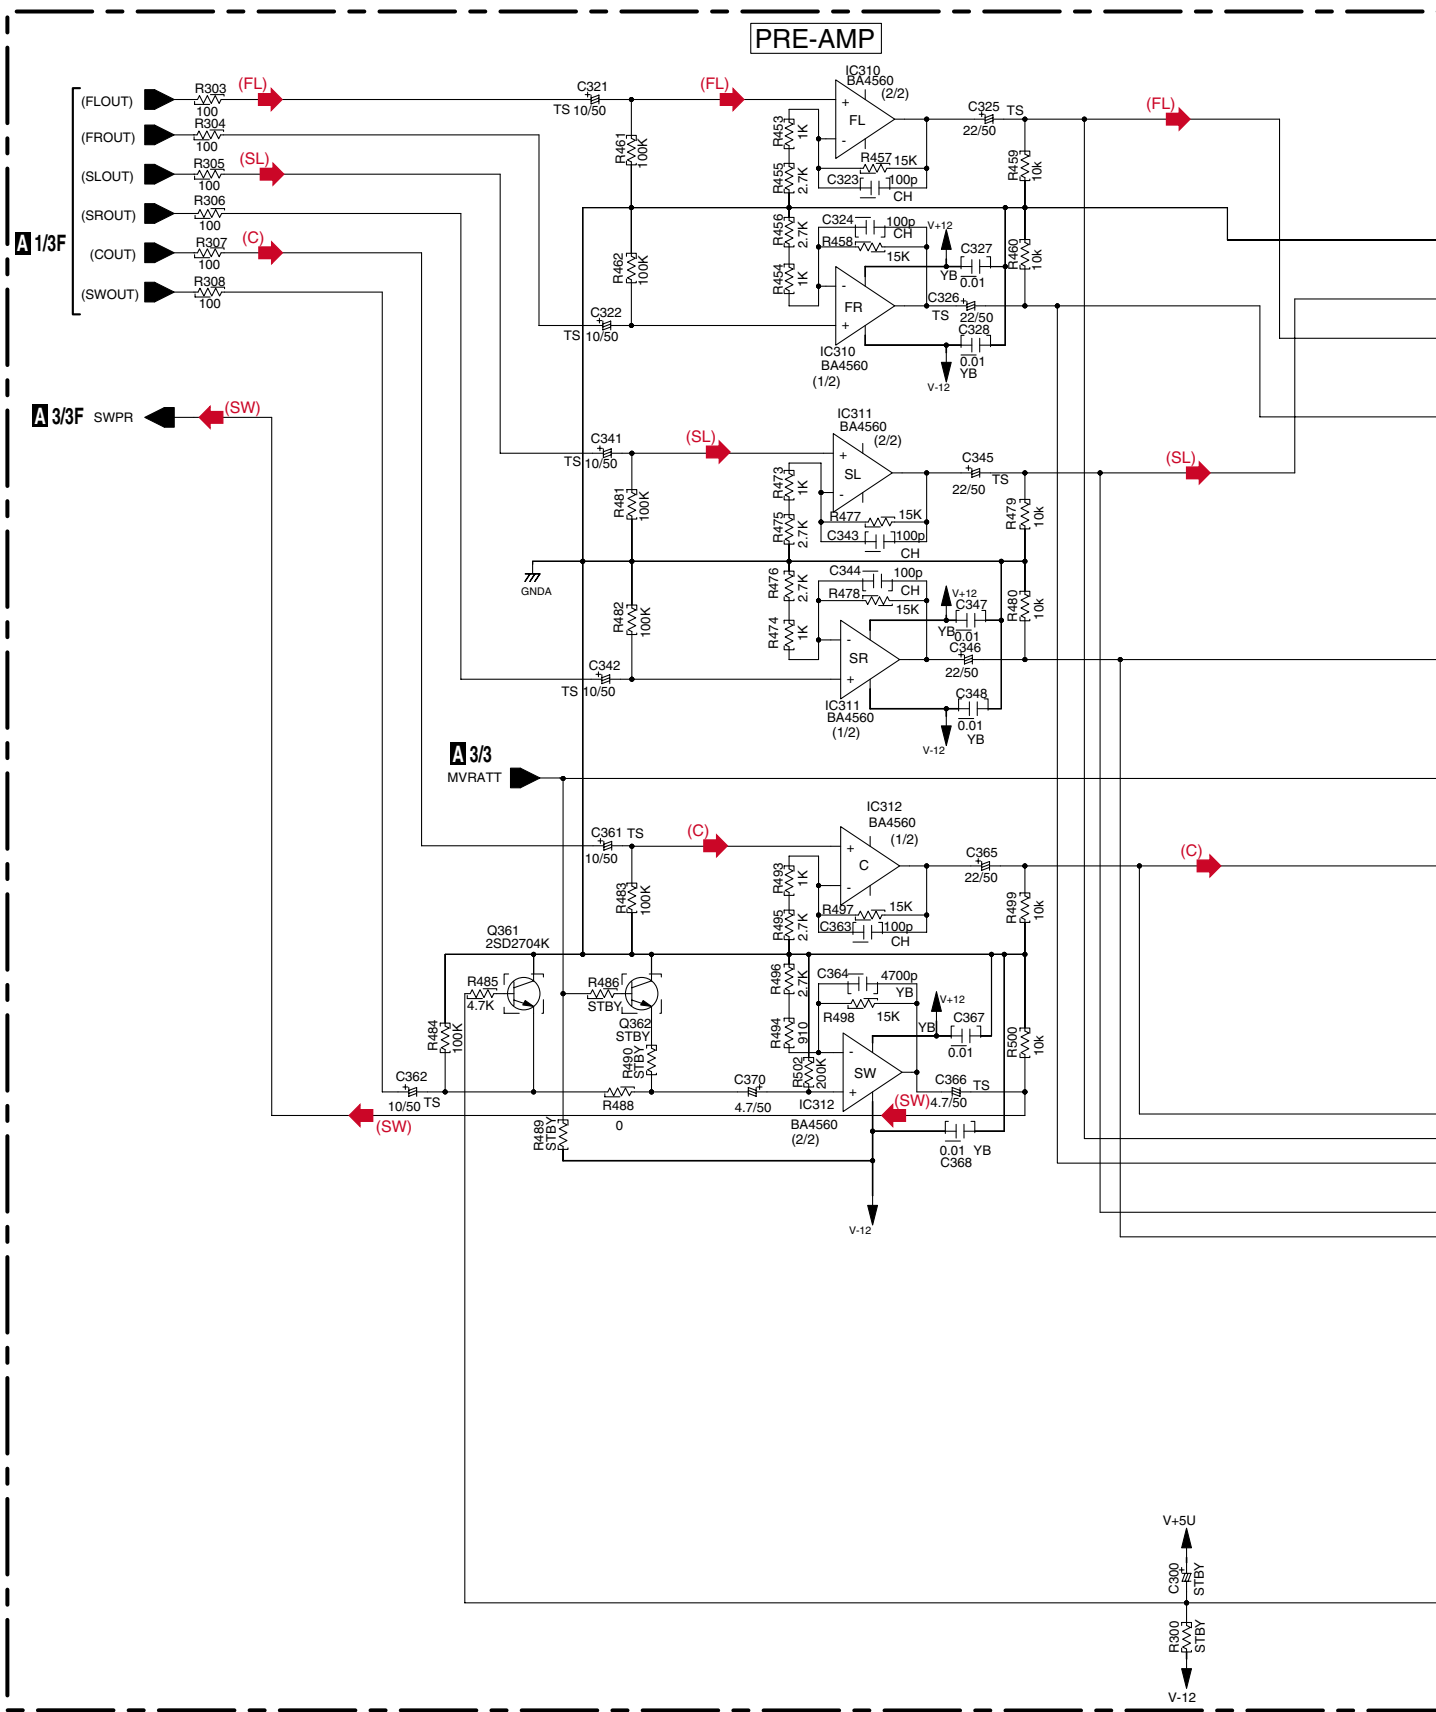 PRE-AMP
A 1/3F
(FLOUT)
(FROUT)
(SLOUT)
(SROUT)
(COUT)
(SWOUT)
R303
100
R304
100
R305
100
R306
100
R307
100
R308
100
(FL)
(SL)
(C)
C321
TS 10/50
(FL)
R461
100K
R462
100K
C322
TS 10/50
IC310
BA4560
(2/2)
+
FL
-
R453
1K
R455
2.7K
R457 15K
C323 100p
CH
R456
2.7K
R454
1K
C324 100p
CH
R458
15K
-
FR
+
IC310
BA4560
(1/2)
V+12
C327
YB 0.01
C326 +
TS 22/50
C328
0.01
YB
V-12
C325 TS
22/50
R459
10k
R460
10k
(FL)
A 3/3F SWPR
(SW)
C341
TS 10/50
(SL)
R481
100K
R482
100K
GNDA
C342
TS 10/50
IC311
BA4560
(2/2)
+
SL
-
R473
1K
R475
2.7K
R477 15K
C343 100p
CH
R476
2.7K
R474
1K
C344 100p
CH
R478
15K
-
SR
+
IC311
BA4560
(1/2)
V+12
C347
YB 0.01
C346
22/50
C348
0.01
YB
V-12
C345
22/50 TS
R479
10k
R480
10k
(SL)
A 3/3
MVRATT
C361 TS
10/50
(C)
R483
100K
IC312
BA4560
(1/2)
+
C
-
R493
1K
R495
2.7K
R497 15K
C363 100p
CH
C365
22/50
R499
10k
(C)
Q361
2SD2704K
R485
4.7K
R484
100K
R486
STBY
Q362
STBY
R490
STBY
C362
10/50 TS
R488
0
R489
STBY
C370
4.7/50
R496
2.7K
R494
910
R502
200K
C364 4700p
YB
R498 15K
-
SW
+
IC312
BA4560
(2/2)
V+12
YB C367
0.01
C366 TS
4.7/50
R500
10k
(SW)
(SW)
0.01 YB
C368
V-12
V+5U
C300
STBY
R300
STBY
V-12